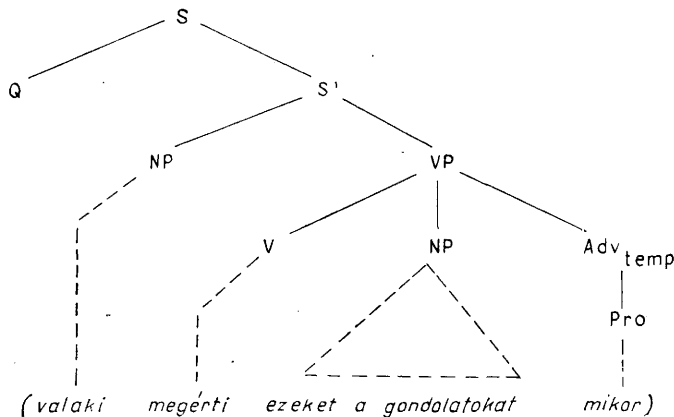 S
Q S'
NP VP
V NP Adv temp
Pro
(valaki megérti ezeket a gondolatokat mikor)